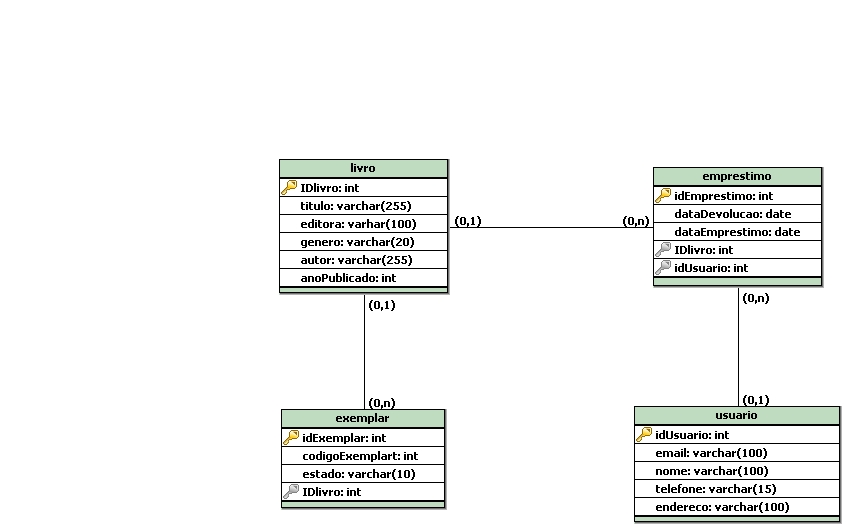 livro
IDlivro: int
titulo: varchar(255)
editora: varhar(100)
genero: varchar(20)
autor: varchar(255)
anoPublicado: int
(0,1)
(0,n)
emprestimo
idEmprestimo: int
dataDevolucao: date
dataEmprestimo: date
IDlivro: int
idUsuario: int
(0,1)
(0,n)
exemplar
idExemplar: int
codigoExemplart: int
estado: varchar(10)
IDlivro: int
(0,n)
(0,1)
usuario
idUsuario: int
email: varchar(100)
nome: varchar(100)
telefone: varchar(15)
endereco: varchar(100)